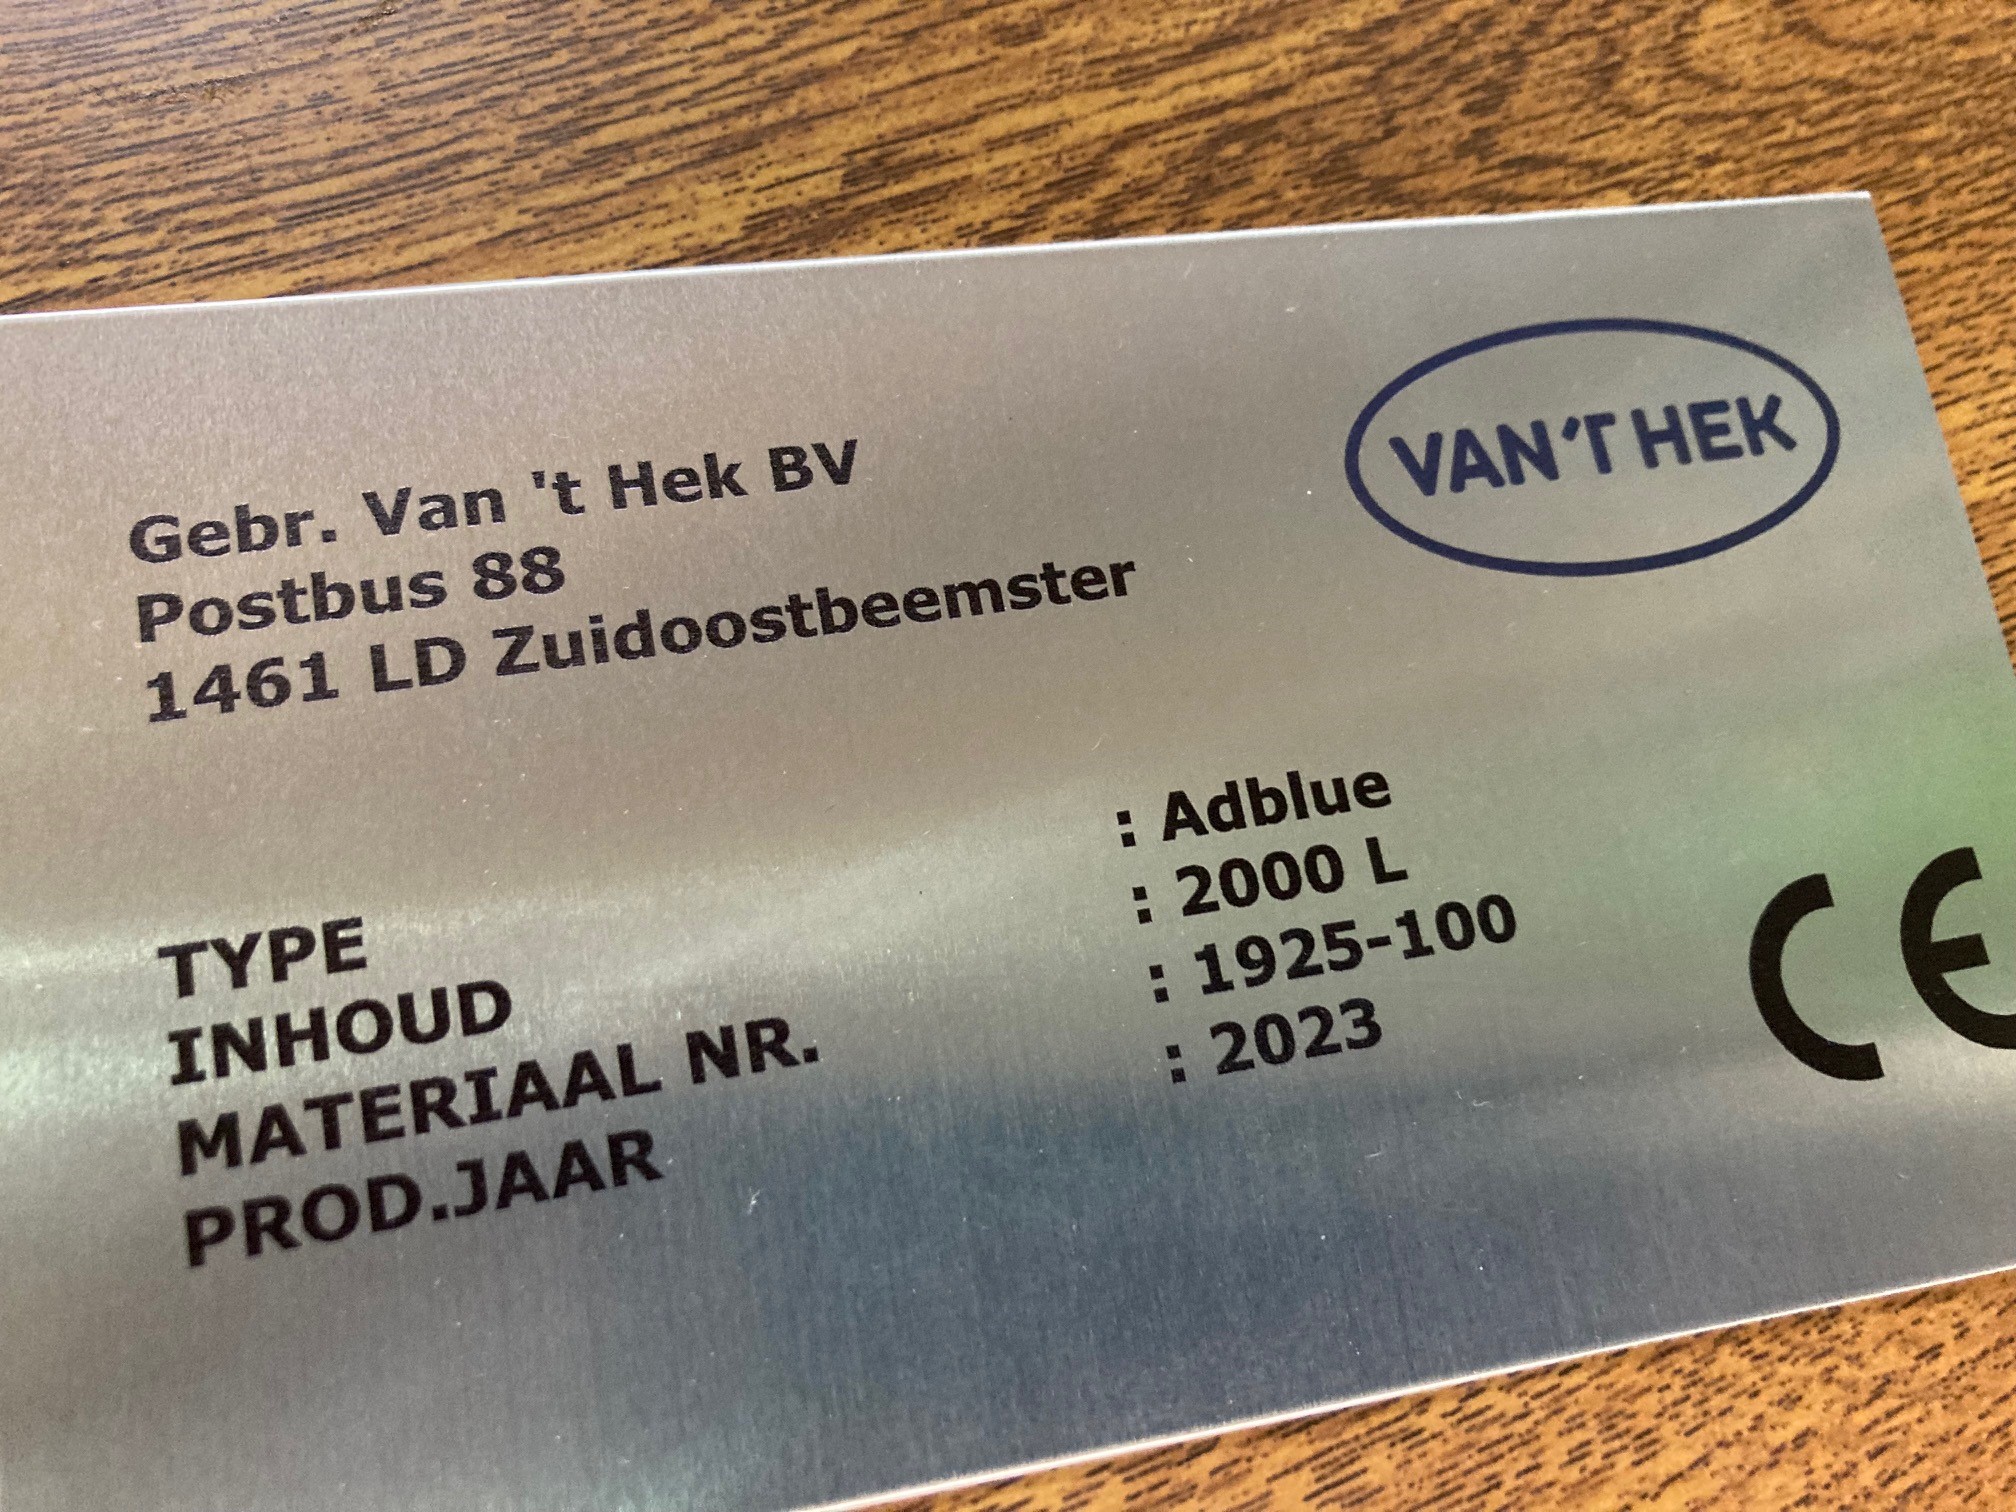 VAN 'T HEK
Gebr. Van 't Hek BV
Postbus 88
1461 LD Zuidoostbeemster
TYPE : Adblue
INHOUD : 2000 L
MATERIAAL NR. : 1925-100
PROD.JAAR : 2023
CE